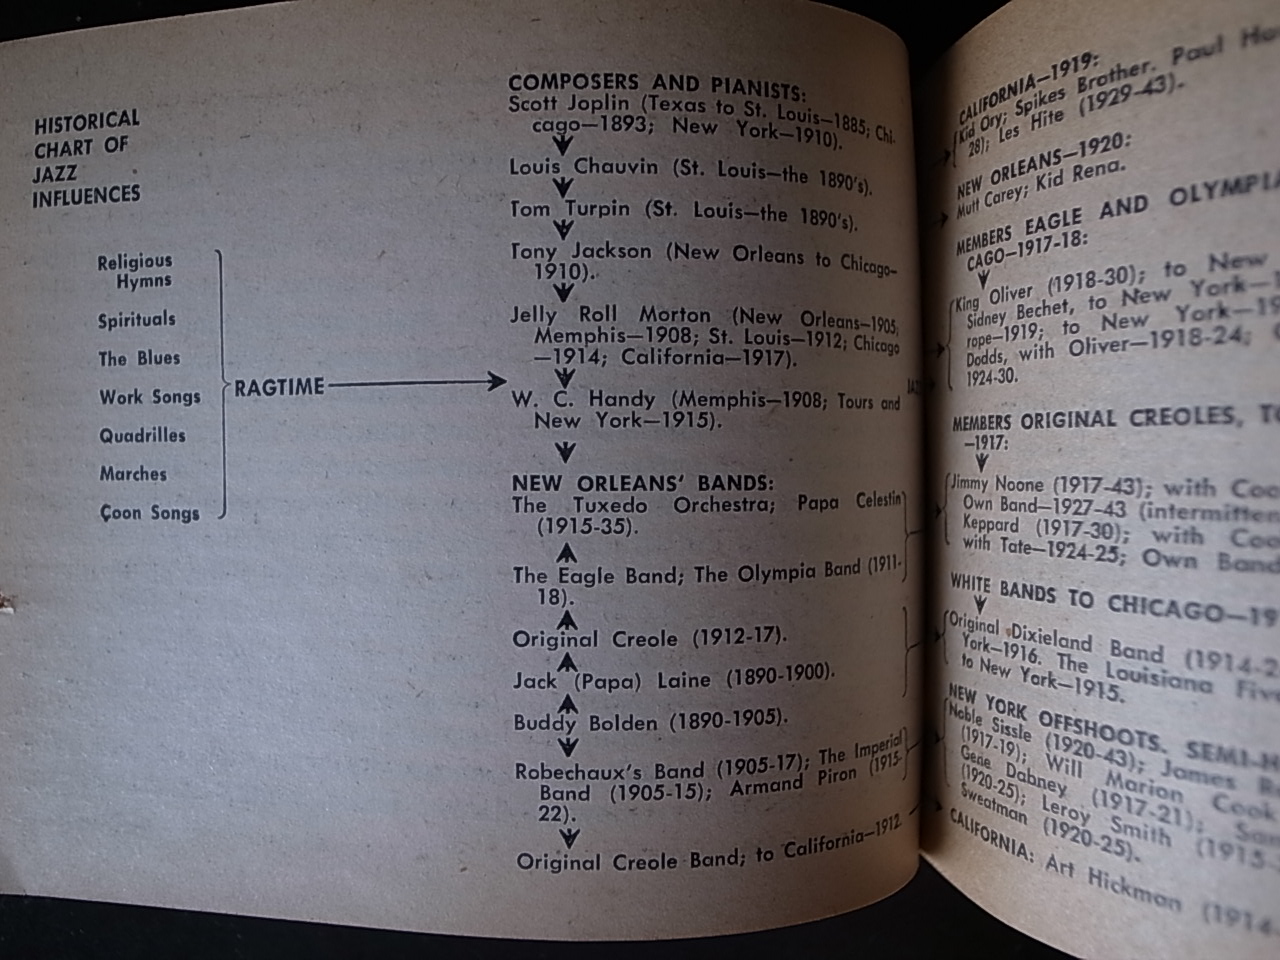 HISTORICAL
CHART OF
JAZZ
INFLUENCES
Religious
Hymns
Spirituals
The Blues
Work Songs
Quadrilles
Marches
Coon Songs
RAGTIME
COMPOSERS AND PIANISTS:
Scott Joplin (Texas to St. Louis—1885; Chi-
cago—1893; New York—1910).
Louis Chauvin (St. Louis—the 1890's).
Tom Turpin (St. Louis—the 1890's).
Tony Jackson (New Orleans to Chicago—
1910).
Jelly Roll Morton (New Orleans—1905;
Memphis—1908; St. Louis—1912; Chicago
—1914; California—1917).
W. C. Handy (Memphis—1908; Tours and
New York—1915).
NEW ORLEANS' BANDS:
The Tuxedo Orchestra; Papa Celestin
(1915-35).
The Eagle Band; The Olympia Band (1911-
18).
Original Creole (1912-17).
Jack (Papa) Laine (1890-1900).
Buddy Bolden (1890-1905).
Robechaux's Band (1905-17); The Imperial
Band (1905-15); Armand Piron (1915-
22).
Original Creole Band; to California—1912
CALIFORNIA—1919:
Kid Ory; Spikes Brother. Paul
28); Les Hite (1929-43).
NEW ORLEANS—1920:
Mutt Carey; Kid Rena.
MEMBERS EAGLE AND OLYMPIA
CAGO—1917-18:
King Oliver (1918-30); to New
Sidney Bechet, to New York—
rope—1919; to New York—
Dodds, with Oliver—1918-24;
1924-30.
MEMBERS ORIGINAL CREOLES,
—1917:
Jimmy Noone (1917-43); with
Own Band—1927-43
Keppard (1917-30); with
with Tate—1924-25; Own Band
WHITE BANDS TO CHICAGO—
Original Dixieland Band
York—1916. The Louisiana Five
to New York—1915.
NEW YORK OFFSHOOTS.
Noble Sissle (1920-43); James
(1917-19); Will Marion Cook
Gene Dabney (1917-21);
(1920-25); Leroy Smith
Sweatman (1920-25).
CALIFORNIA: Art Hickman